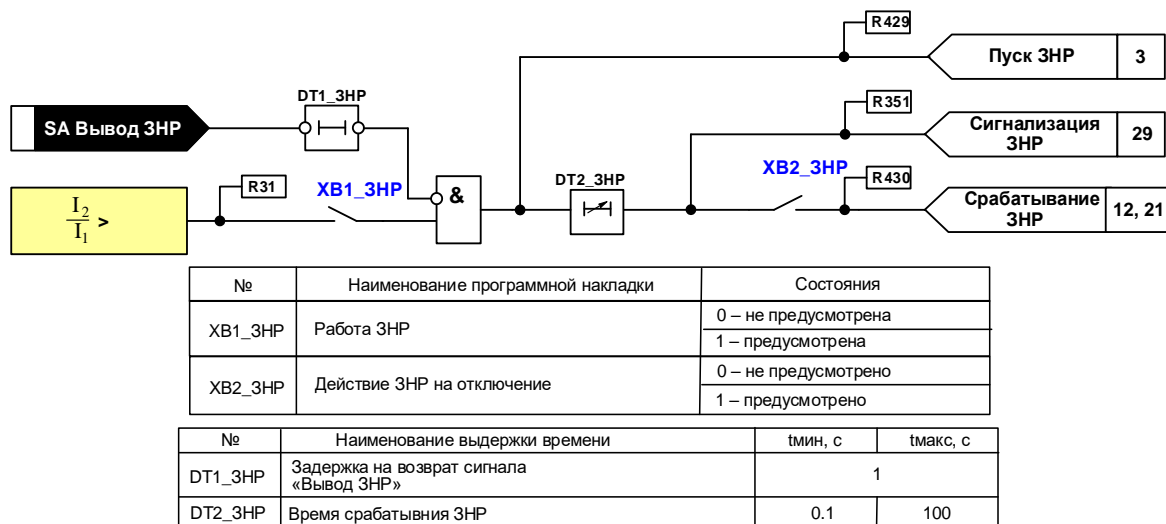 R429
Пуск ЗНР 3
DT1_ЗНР
R351
SA Вывод ЗНР
Сигнализация
ЗНР
29
XB2_ЗНР
R31
XB1_ЗНР
&
DT2_ЗНР
R430
I2
I1
>
Срабатывание
ЗНР
12, 21
№ Наименование программной накладки Состояния
XB1_ЗНР Работа ЗНР
0 – не предусмотрена
1 – предусмотрена
XB2_ЗНР Действие ЗНР на отключение
0 – не предусмотрено
1 – предусмотрено
№ Наименование выдержки времени tмин, с tмакс, с
DT1_ЗНР
Задержка на возврат сигнала
«Вывод ЗНР»
1
DT2_ЗНР Время срабатывния ЗНР 0.1 100